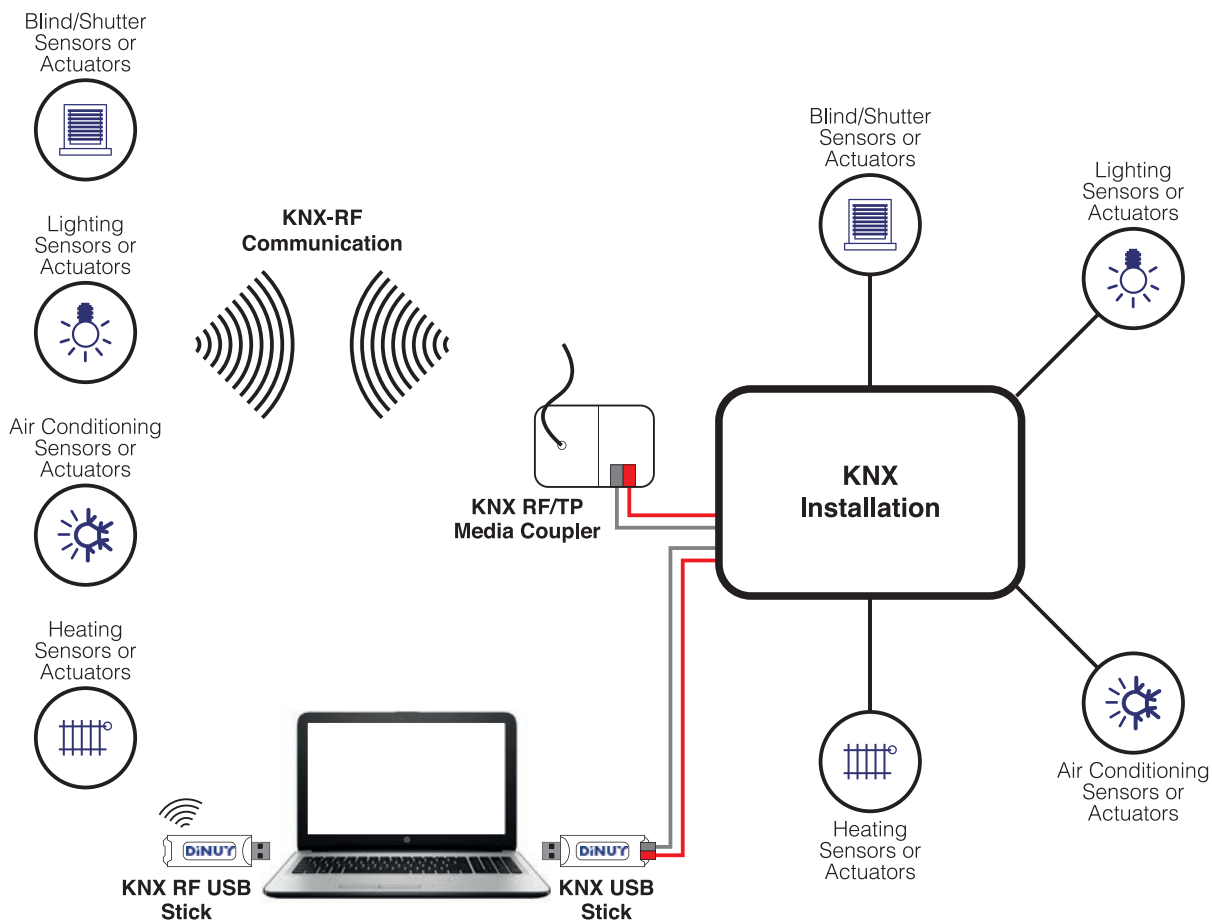 Blind/Shutter
Sensors or
Actuators
Lighting
Sensors or
Actuators
Air Conditioning
Sensors or
Actuators
Heating
Sensors or
Actuators
KNX-RF
Communication
KNX RF/TP
Media Coupler
Blind/Shutter
Sensors or
Actuators
Lighting
Sensors or
Actuators
KNX
Installation
Air Conditioning
Sensors or
Actuators
Heating
Sensors or
Actuators
DiNUY
KNX RF USB
Stick
hp
DiNUY
KNX USB
Stick